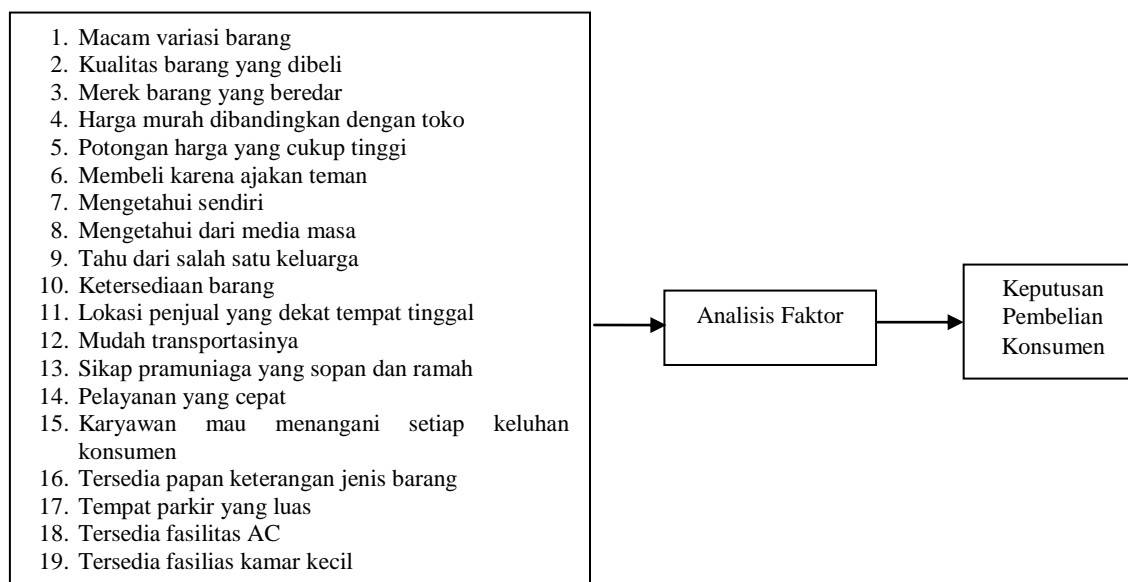 1. Macam variasi barang
2. Kualitas barang yang dibeli
3. Merek barang yang beredar
4. Harga murah dibandingkan dengan toko
5. Potongan harga yang cukup tinggi
6. Membeli karena ajakan teman
7. Mengetahui sendiri
8. Mengetahui dari media masa
9. Tahu dari salah satu keluarga
10. Ketersediaan barang
11. Lokasi penjual yang dekat tempat tinggal
12. Mudah transportasinya
13. Sikap pramuniaga yang sopan dan ramah
14. Pelayanan yang cepat
15. Karyawan mau menangani setiap keluhan
konsumen
16. Tersedia papan keterangan jenis barang
17. Tempat parkir yang luas
18. Tersedia fasilitas AC
19. Tersedia fasilias kamar kecil
Analisis Faktor
Keputusan
Pembelian
Konsumen